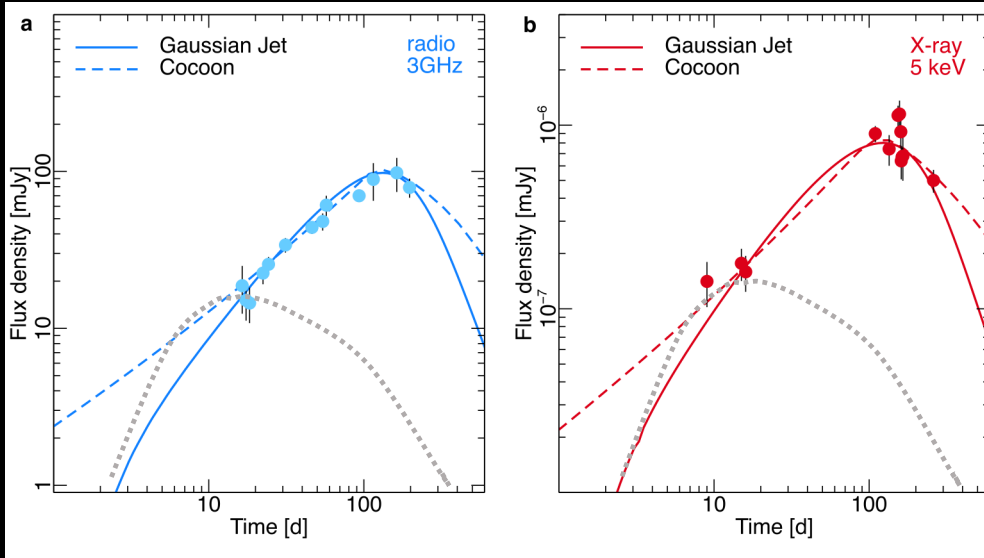 a
Gaussian Jet
Cocoon
radio
3GHz
Flux density [mJy]
100
10
1
10
100
Time [d]
b
Gaussian Jet
Cocoon
X-ray
5 keV
Flux density [mJy]
10⁻⁶
10⁻⁷
10
100
Time [d]